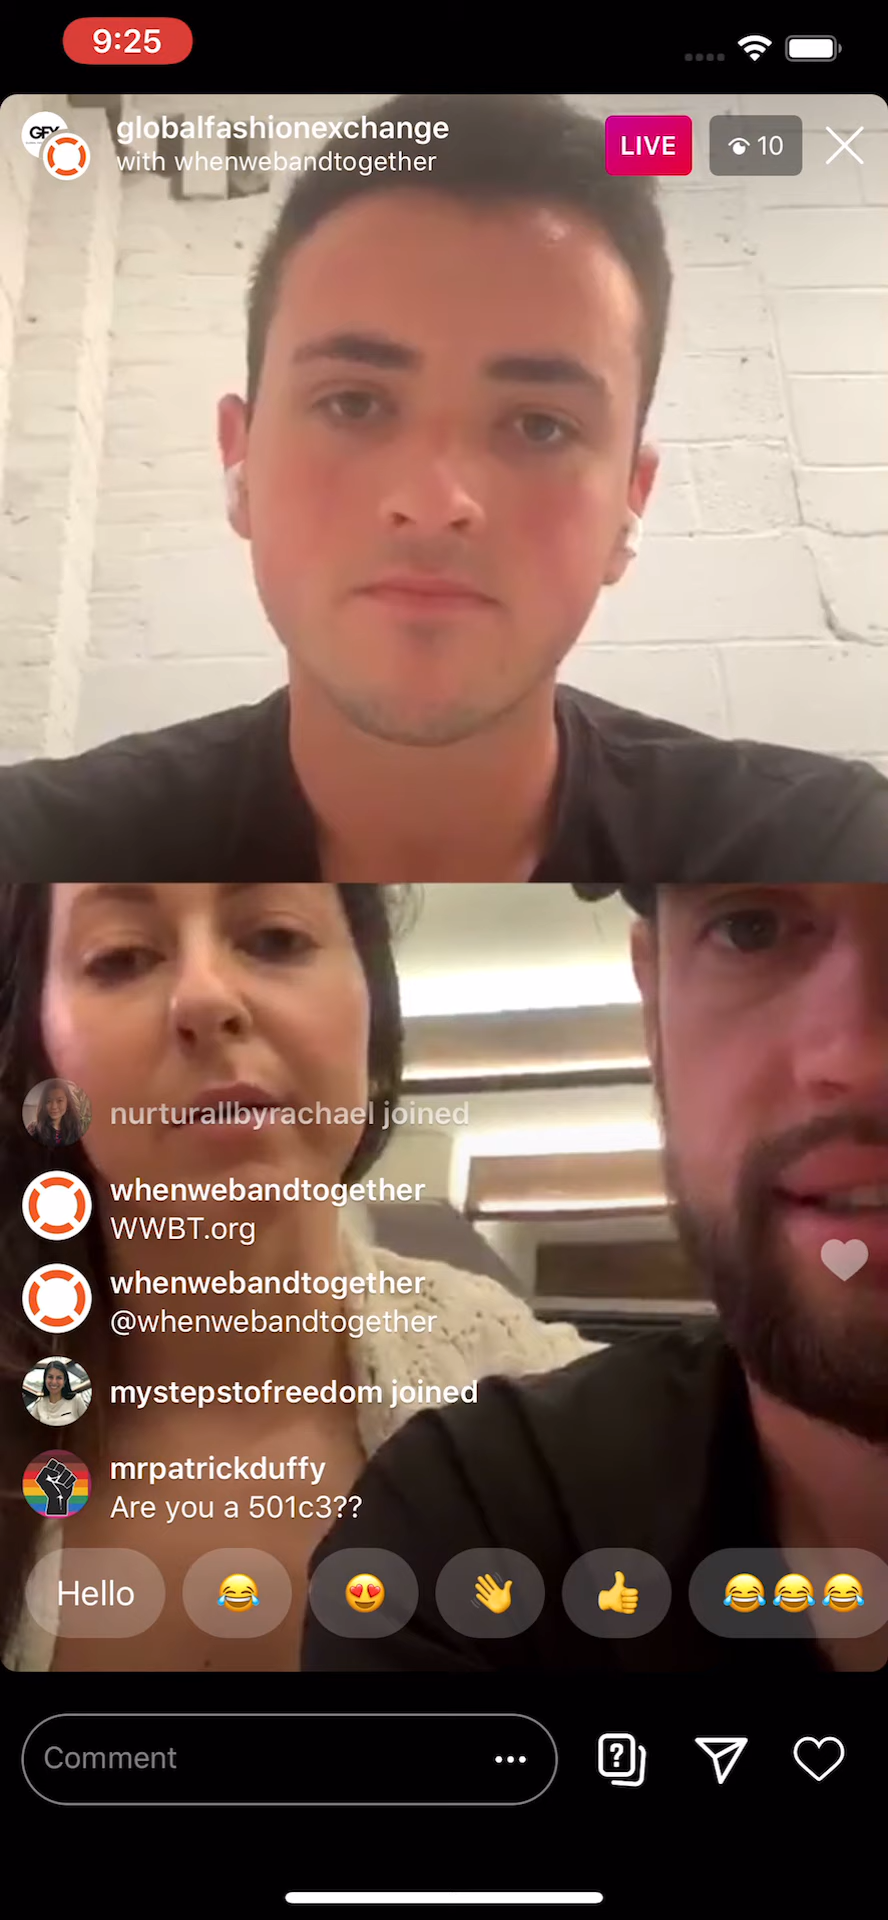 9:25
GFX
globalfashionexchange
with whenwebandtogether
LIVE
10
nurturallbyrachael joined
whenwebandtogether
WWBT.org
whenwebandtogether
@whenwebandtogether
mystepstofreedom joined
mrpatrickduffy
Are you a 501c3??
Hello
Comment